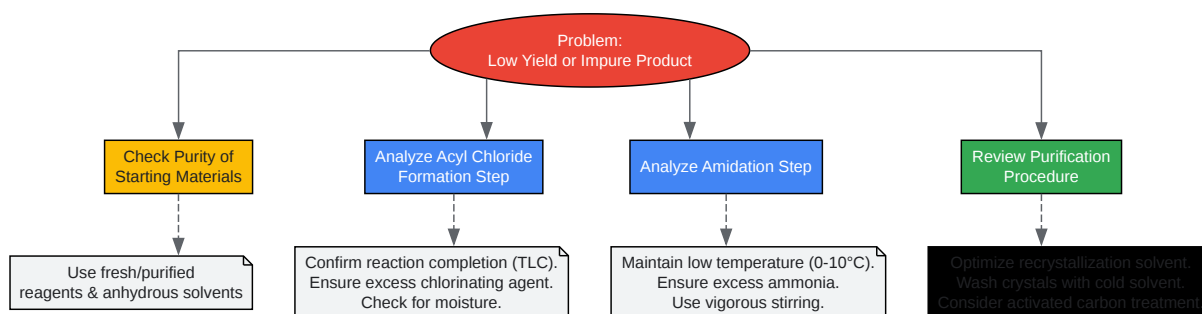 Problem:
Low Yield or Impure Product
Check Purity of
Starting Materials
Analyze Acyl Chloride
Formation Step
Analyze Amidation Step
Review Purification
Procedure
Use fresh/purified
reagents & anhydrous solvents
Confirm reaction completion (TLC).
Ensure excess chlorinating agent.
Check for moisture.
Maintain low temperature (0-10°C).
Ensure excess ammonia.
Use vigorous stirring.
Optimize recrystallization solvent.
Wash crystals with cold solvent.
Consider activated carbon treatment